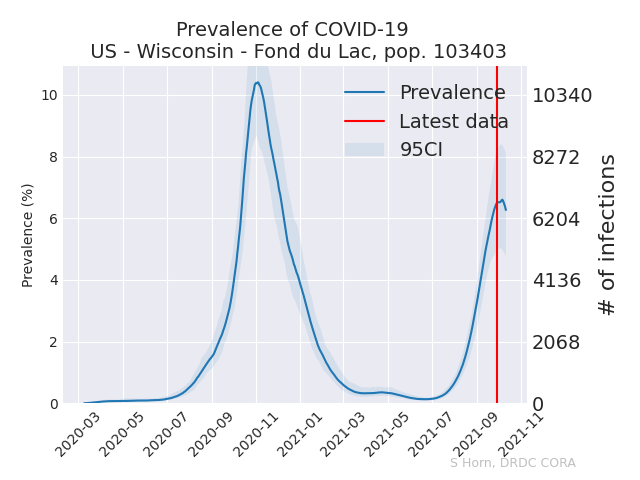 Prevalence of COVID-19
US - Wisconsin - Fond du Lac, pop. 103403
Prevalence
Latest data
95CI
Prevalence (%)
10
8
6
4
2
0
10340
8272
6204
4136
2068
0
# of infections
2020-03
2020-05
2020-07
2020-09
2020-11
2021-01
2021-03
2021-05
2021-07
2021-09
2021-11
S Horn, DRDC CORA